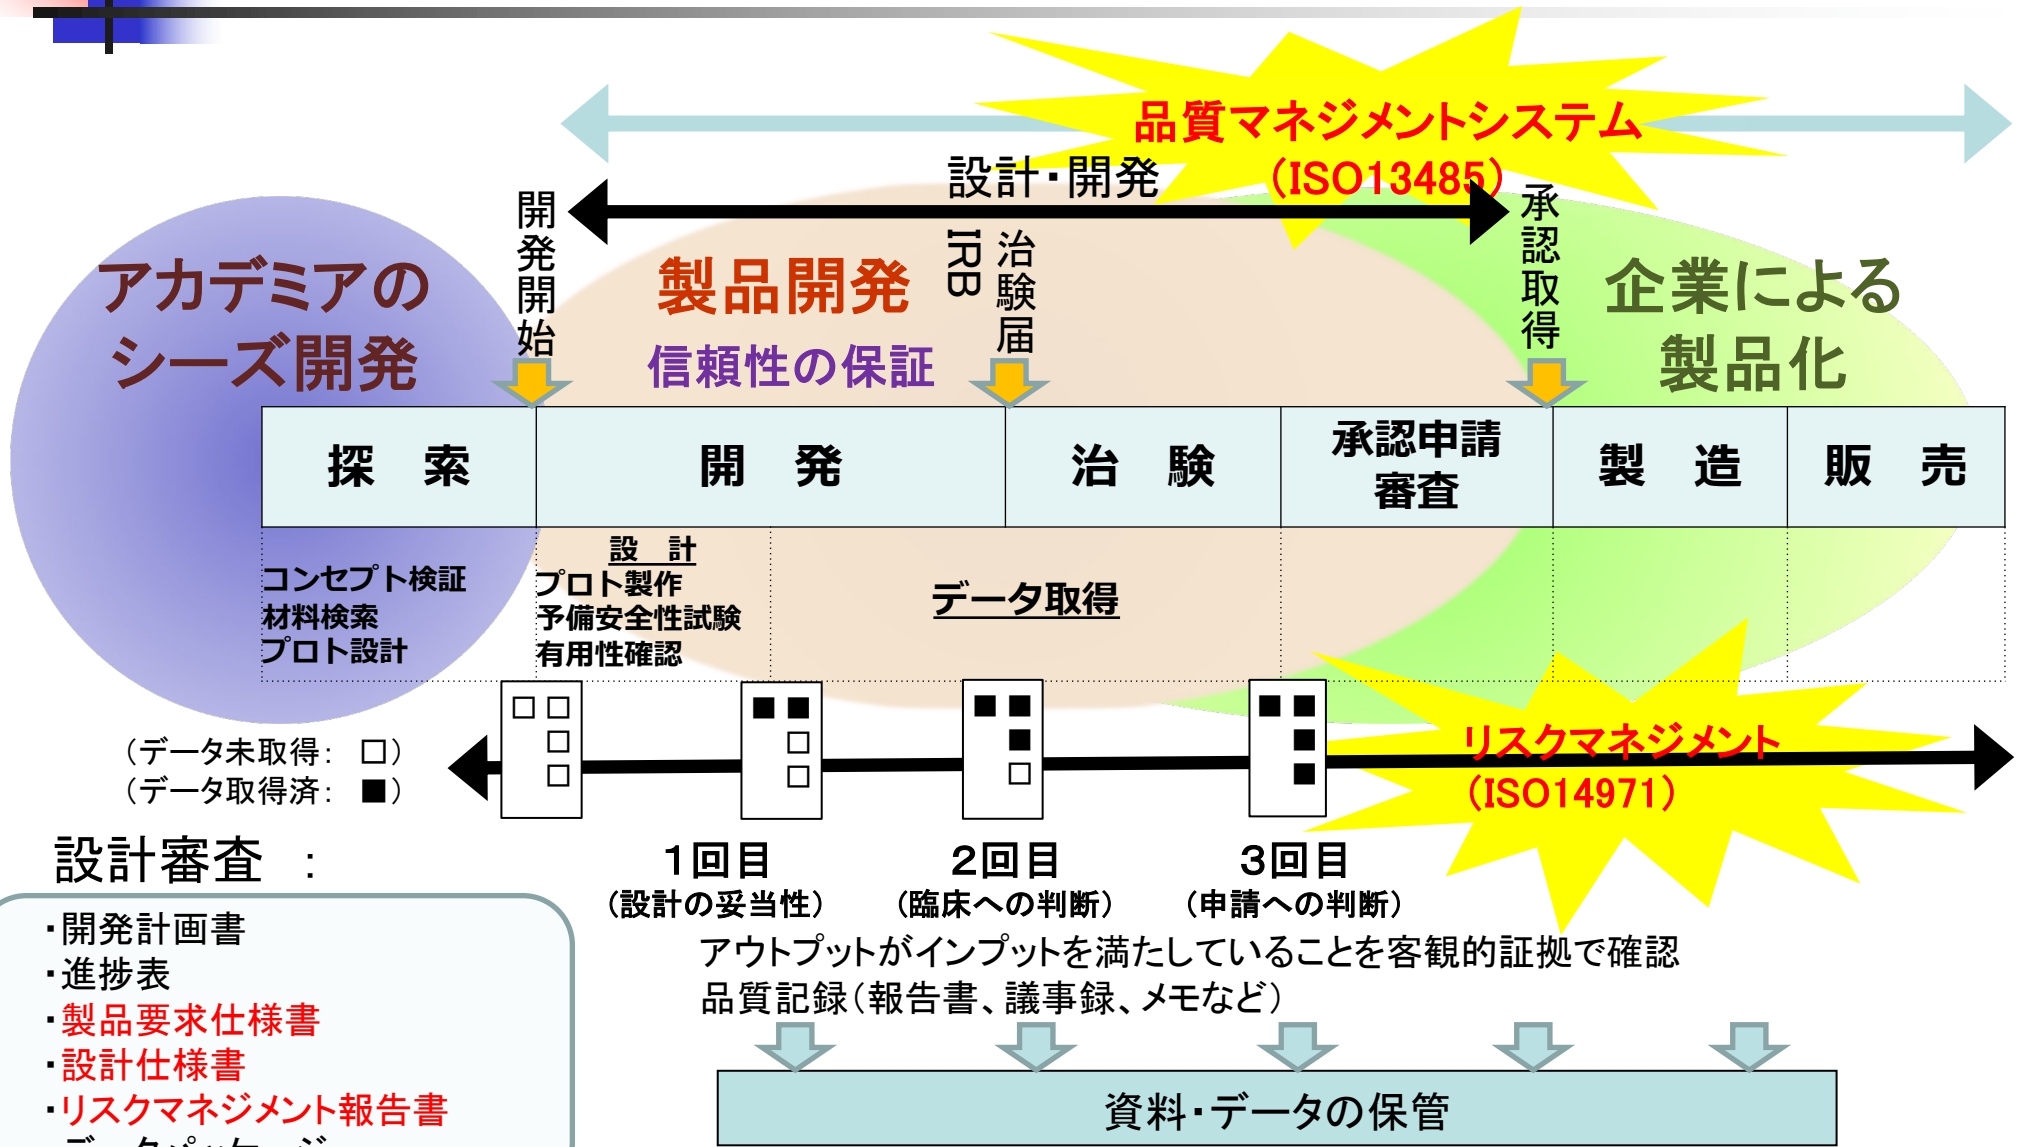 品質マネジメントシステム
(ISO13485)
設計・開発
開発開始
IRB
治験届
承認取得
アカデミアの
シーズ開発
製品開発
信頼性の保証
企業による
製品化
探　索
開　発
治　験
承認申請
審査
製　造
販　売
コンセプト検証
材料検索
プロト設計
設　計
プロト製作
予備安全性試験
有用性確認
データ取得
(データ未取得:　□)
(データ取得済:　■)
リスクマネジメント
(ISO14971)
設計審査　:
1回目
(設計の妥当性)
2回目
(臨床への判断)
3回目
(申請への判断)
・開発計画書
・進捗表
・製品要求仕様書
・設計仕様書
・リスクマネジメント報告書
・データパッケージ
アウトプットがインプットを満たしていることを客観的証拠で確認
品質記録(報告書、議事録、メモなど)
資料・データの保管